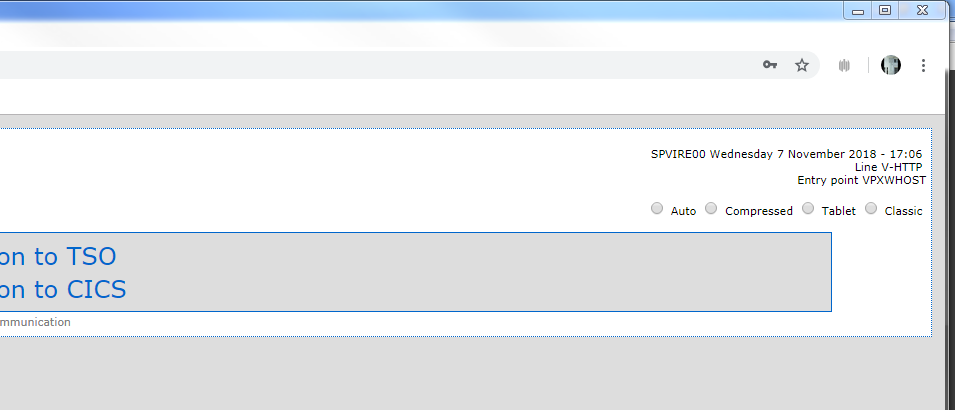 SPVIRE00 Wednesday 7 November 2018 - 17:06
Line V-HTTP
Entry point VPXWHOST
Auto Compressed Tablet Classic
on to TSO
on to CICS
mmunication